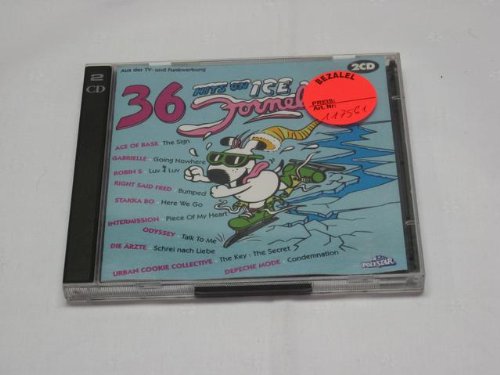 2
CD
Aus der TV- und Funkwerbung
2CD
36 HITS ON ICE
Formel
BEZALEL
PREIS:
Art. Nr:
117561
ACE OF BASE · The Sign
GABRIELLE · Going Nowhere
ROBIN S · Luv 4 Luv
RIGHT SAID FRED · Bumped
STAKKA BO · Here We Go
INTERMISSION · Piece Of My Heart
ODYSSEY · Talk To Me
DIE ÄRZTE · Schrei nach Liebe
URBAN COOKIE COLLECTIVE · The Key : The Secret
DEPECHE MODE · Condemnation
POLYSTAR